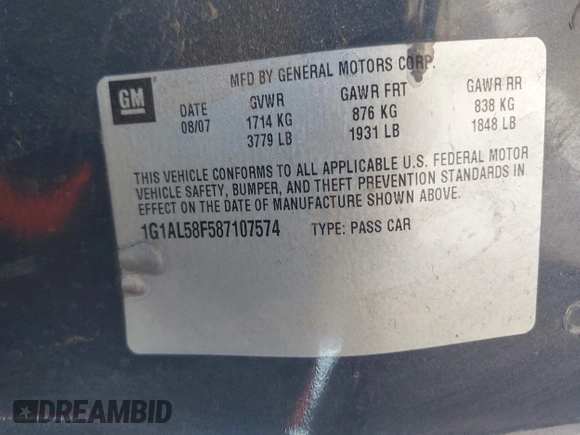 MFD BY GENERAL MOTORS CORP.
GM
DATE GVWR GAWR FRT GAWR RR
08/07 1714 KG 876 KG 838 KG
3779 LB 1931 LB 1848 LB
THIS VEHICLE CONFORMS TO ALL APPLICABLE U.S. FEDERAL MOTOR
VEHICLE SAFETY, BUMPER, AND THEFT PREVENTION STANDARDS IN
EFFECT ON THE DATE OF MANUFACTURE SHOWN ABOVE.
1G1AL58F587107574 TYPE: PASS CAR
DREAMBID